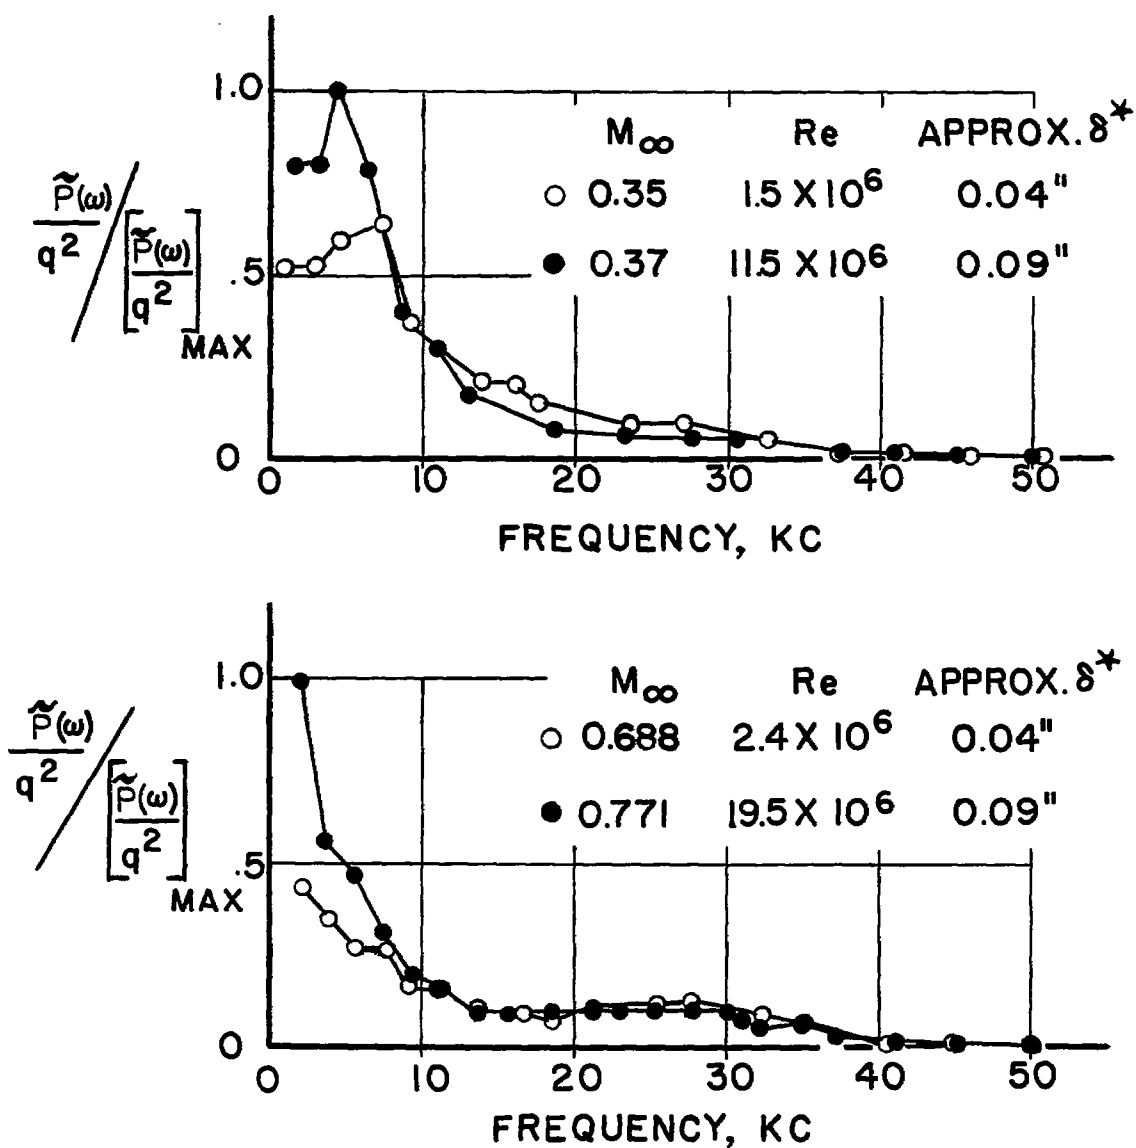 1.0
M∞ Re APPROX. δ*
○ 0.35 1.5 X 10⁶ 0.04"
● 0.37 11.5 X 10⁶ 0.09"
P̃(ω)/q² / [P̃(ω)/q²]MAX
.5
0
0 10 20 30 40 50
FREQUENCY, KC
1.0
M∞ Re APPROX. δ*
○ 0.688 2.4 X 10⁶ 0.04"
● 0.771 19.5 X 10⁶ 0.09"
P̃(ω)/q² / [P̃(ω)/q²]MAX
.5
0
0 10 20 30 40 50
FREQUENCY, KC